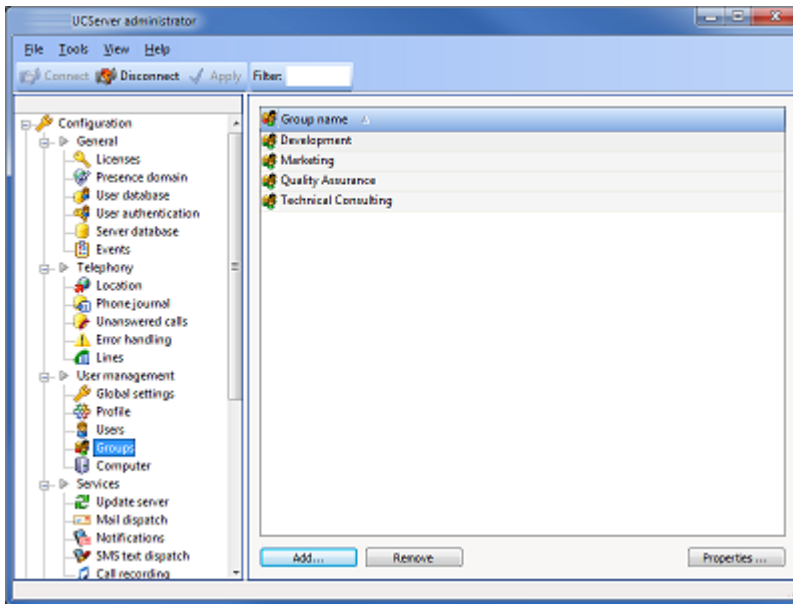 UCServer administrator
File Tools View Help
Connect Disconnect Apply Filter:
Configuration
General
Licenses
Presence domain
User database
User authentication
Server database
Events
Telephony
Location
Phone journal
Unanswered calls
Error handling
Lines
User management
Global settings
Profile
Users
Groups
Computer
Services
Update server
Mail dispatch
Notifications
SMS text dispatch
Call recording
Group name
Development
Marketing
Quality Assurance
Technical Consulting
Add... Remove Properties ...